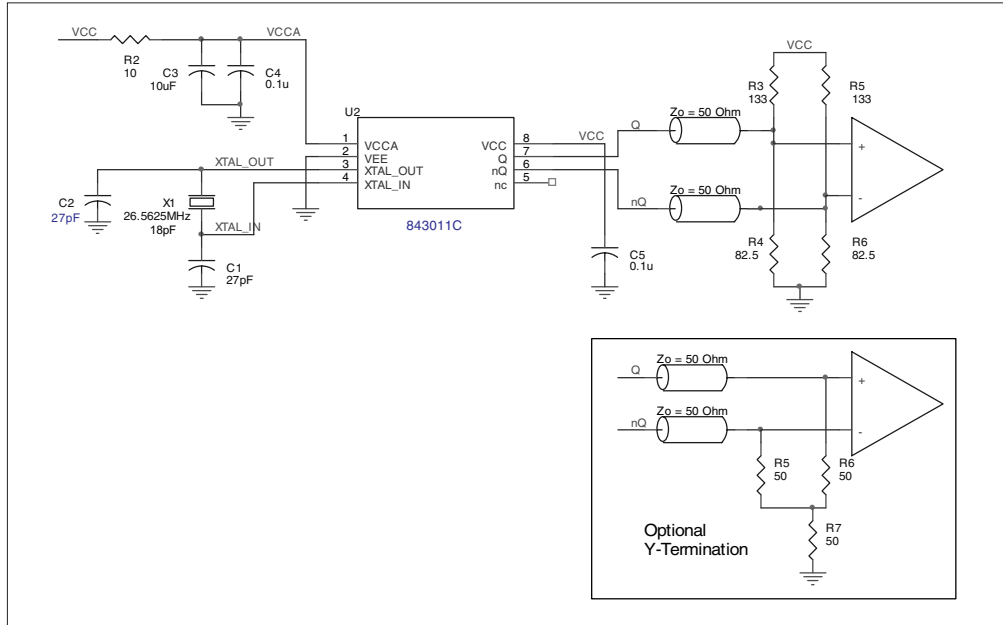 VCC
R2
10
C3
10uF
C4
0.1u
VCCA
U2
1
2
3
4
VCCA
VEE
XTAL_OUT
XTAL_IN
VCC
Q
nQ
nc
8
7
6
5
843011C
XTAL_OUT
C2
27pF
X1
26.5625MHz
18pF
XTAL_IN
C1
27pF
VCC
C5
0.1u
Q
Zo = 50 Ohm
nQ
Zo = 50 Ohm
VCC
R3
133
R5
133
+
-
R4
82.5
R6
82.5
Q
Zo = 50 Ohm
nQ
Zo = 50 Ohm
+
-
R5
50
R6
50
R7
50
Optional
Y-Termination